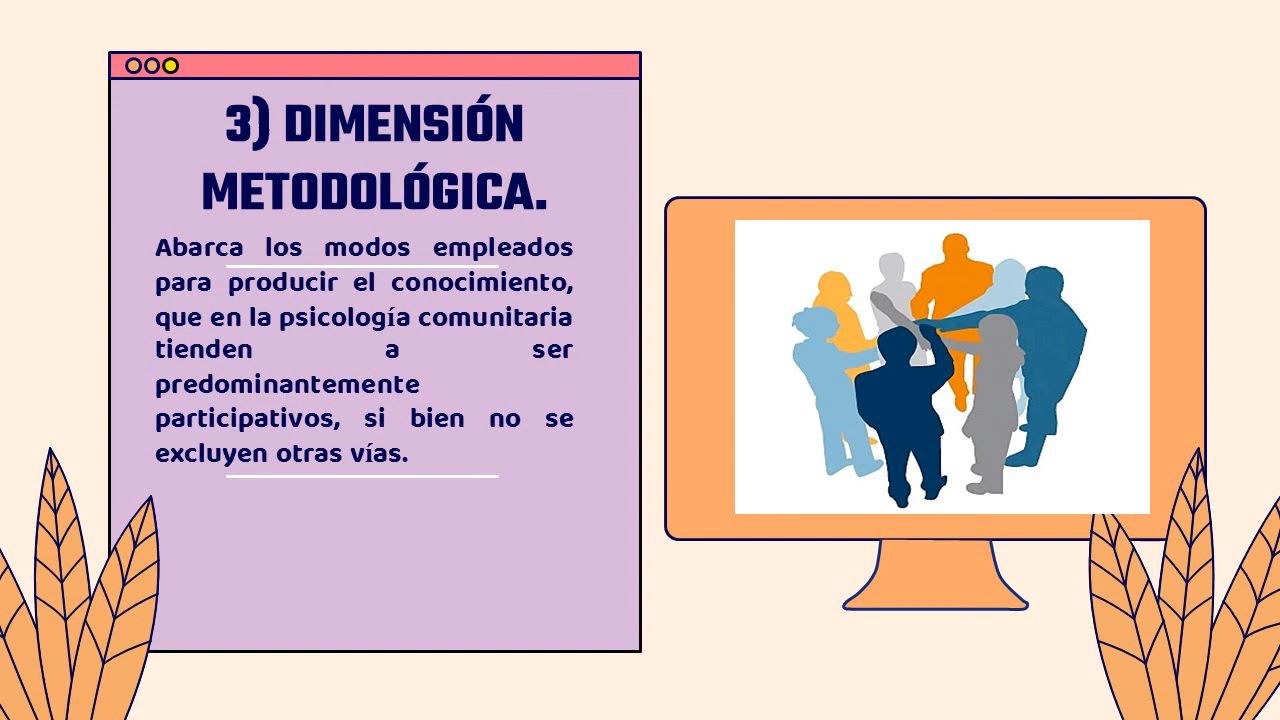 3) DIMENSIÓN
METODOLÓGICA.
Abarca los modos empleados
para producir el conocimiento,
que en la psicología comunitaria
tienden a ser
predominantemente
participativos, si bien no se
excluyen otras vías.